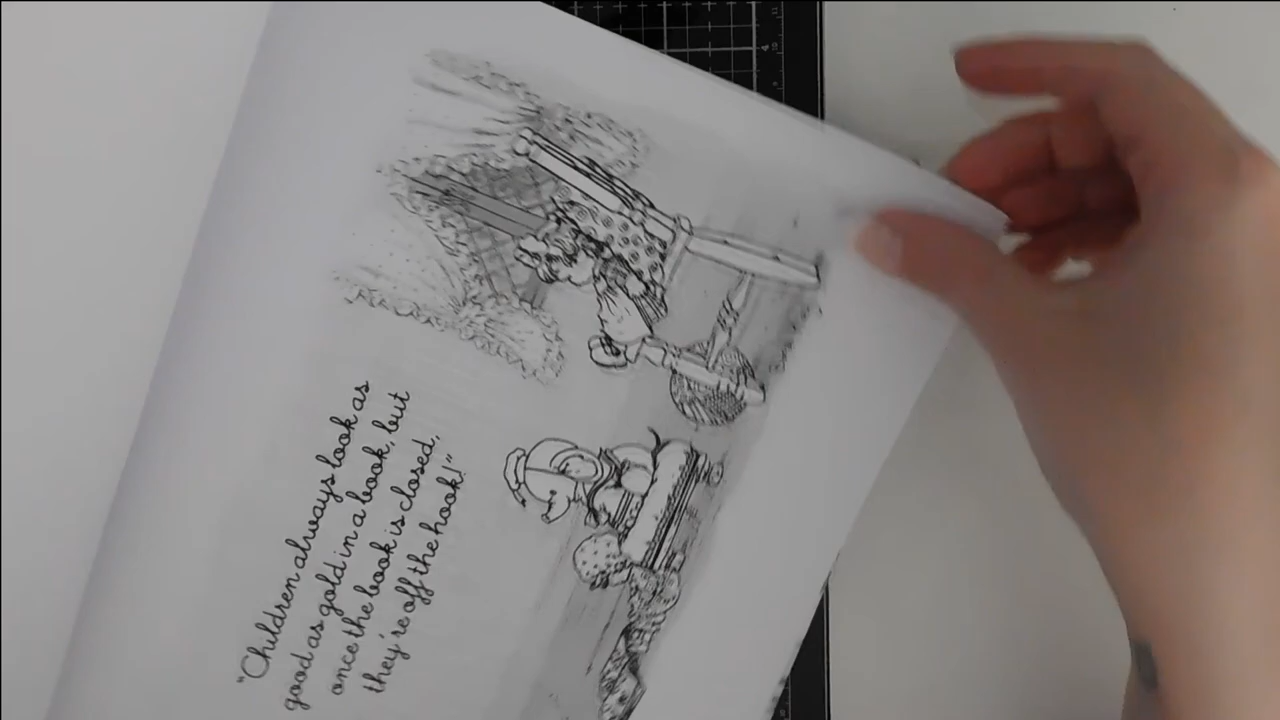 "Children always look as
good as gold in a book, but
once the book is closed,
they're off the hook!"